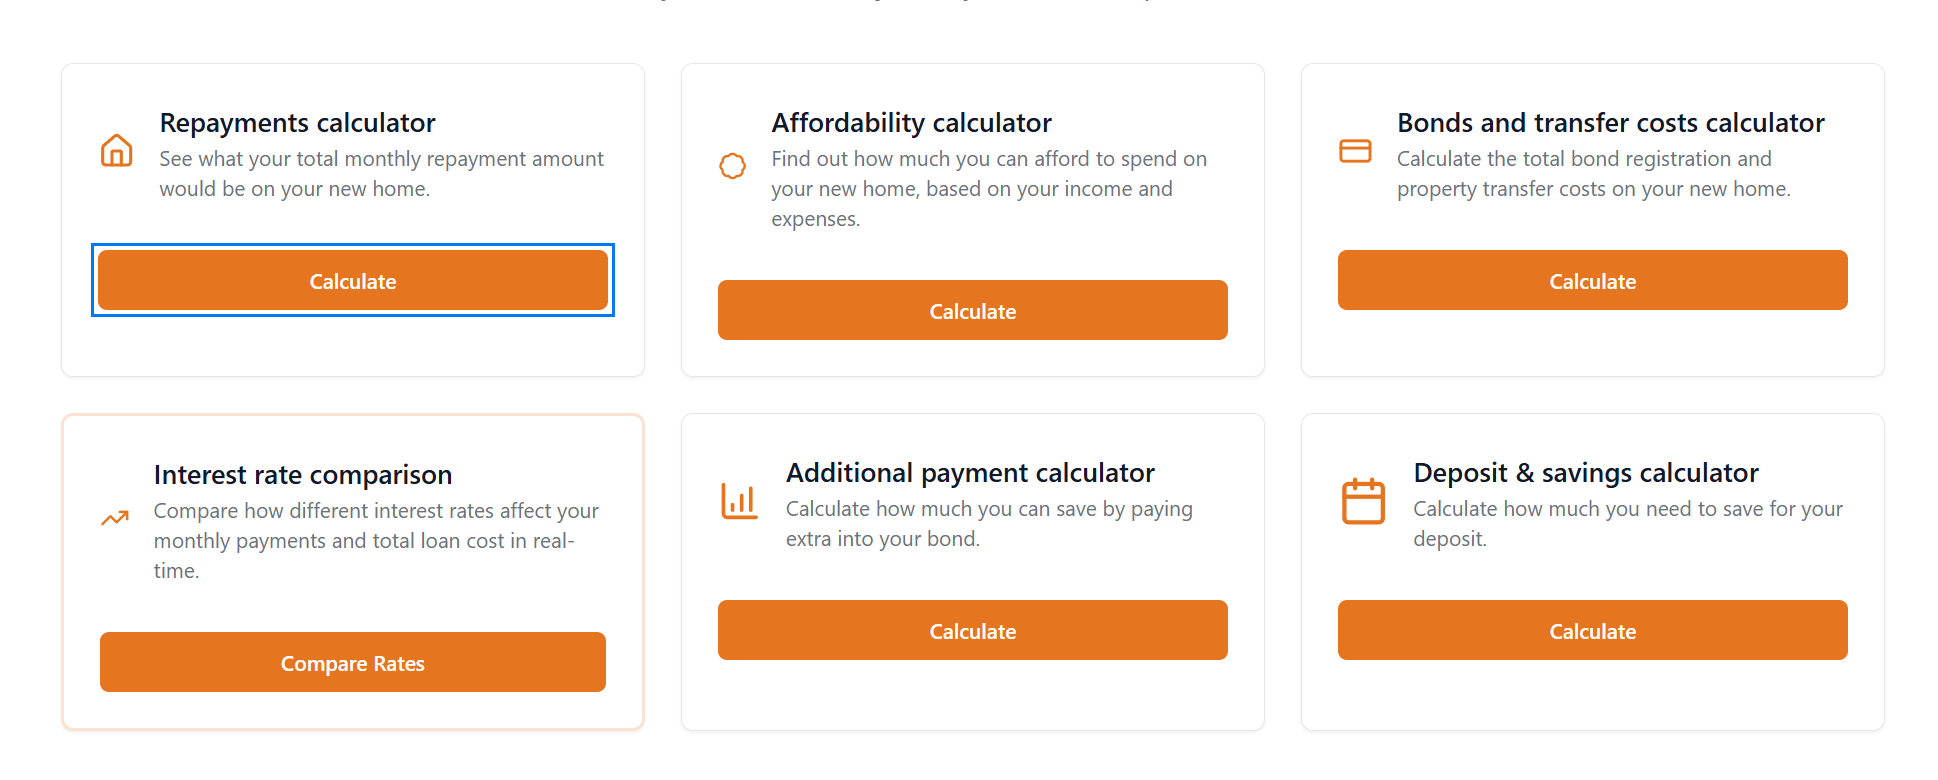 Repayments calculator
See what your total monthly repayment amount
would be on your new home.
Calculate
Affordability calculator
Find out how much you can afford to spend on
your new home, based on your income and
expenses.
Calculate
Bonds and transfer costs calculator
Calculate the total bond registration and
property transfer costs on your new home.
Calculate
Interest rate comparison
Compare how different interest rates affect your
monthly payments and total loan cost in real-
time.
Compare Rates
Additional payment calculator
Calculate how much you can save by paying
extra into your bond.
Calculate
Deposit & savings calculator
Calculate how much you need to save for your
deposit.
Calculate